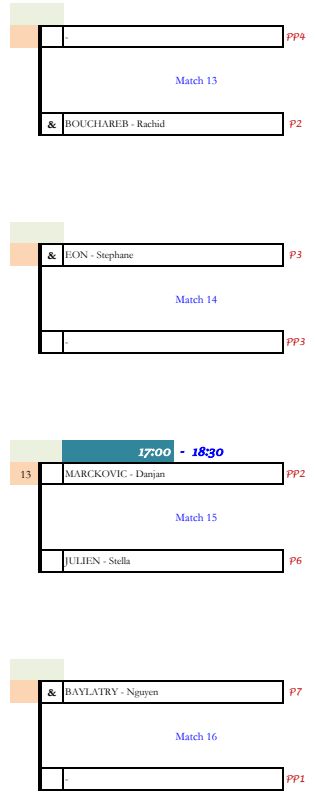 - PP4
Match 13
& BOUCHAREB - Rachid P2
& EON - Stephane P3
Match 14
- PP3
17:00 - 18:30
13 MARCKOVIC - Danjan PP2
Match 15
JULIEN - Stella P6
& BAYLATRY - Nguyen P7
Match 16
- PP1